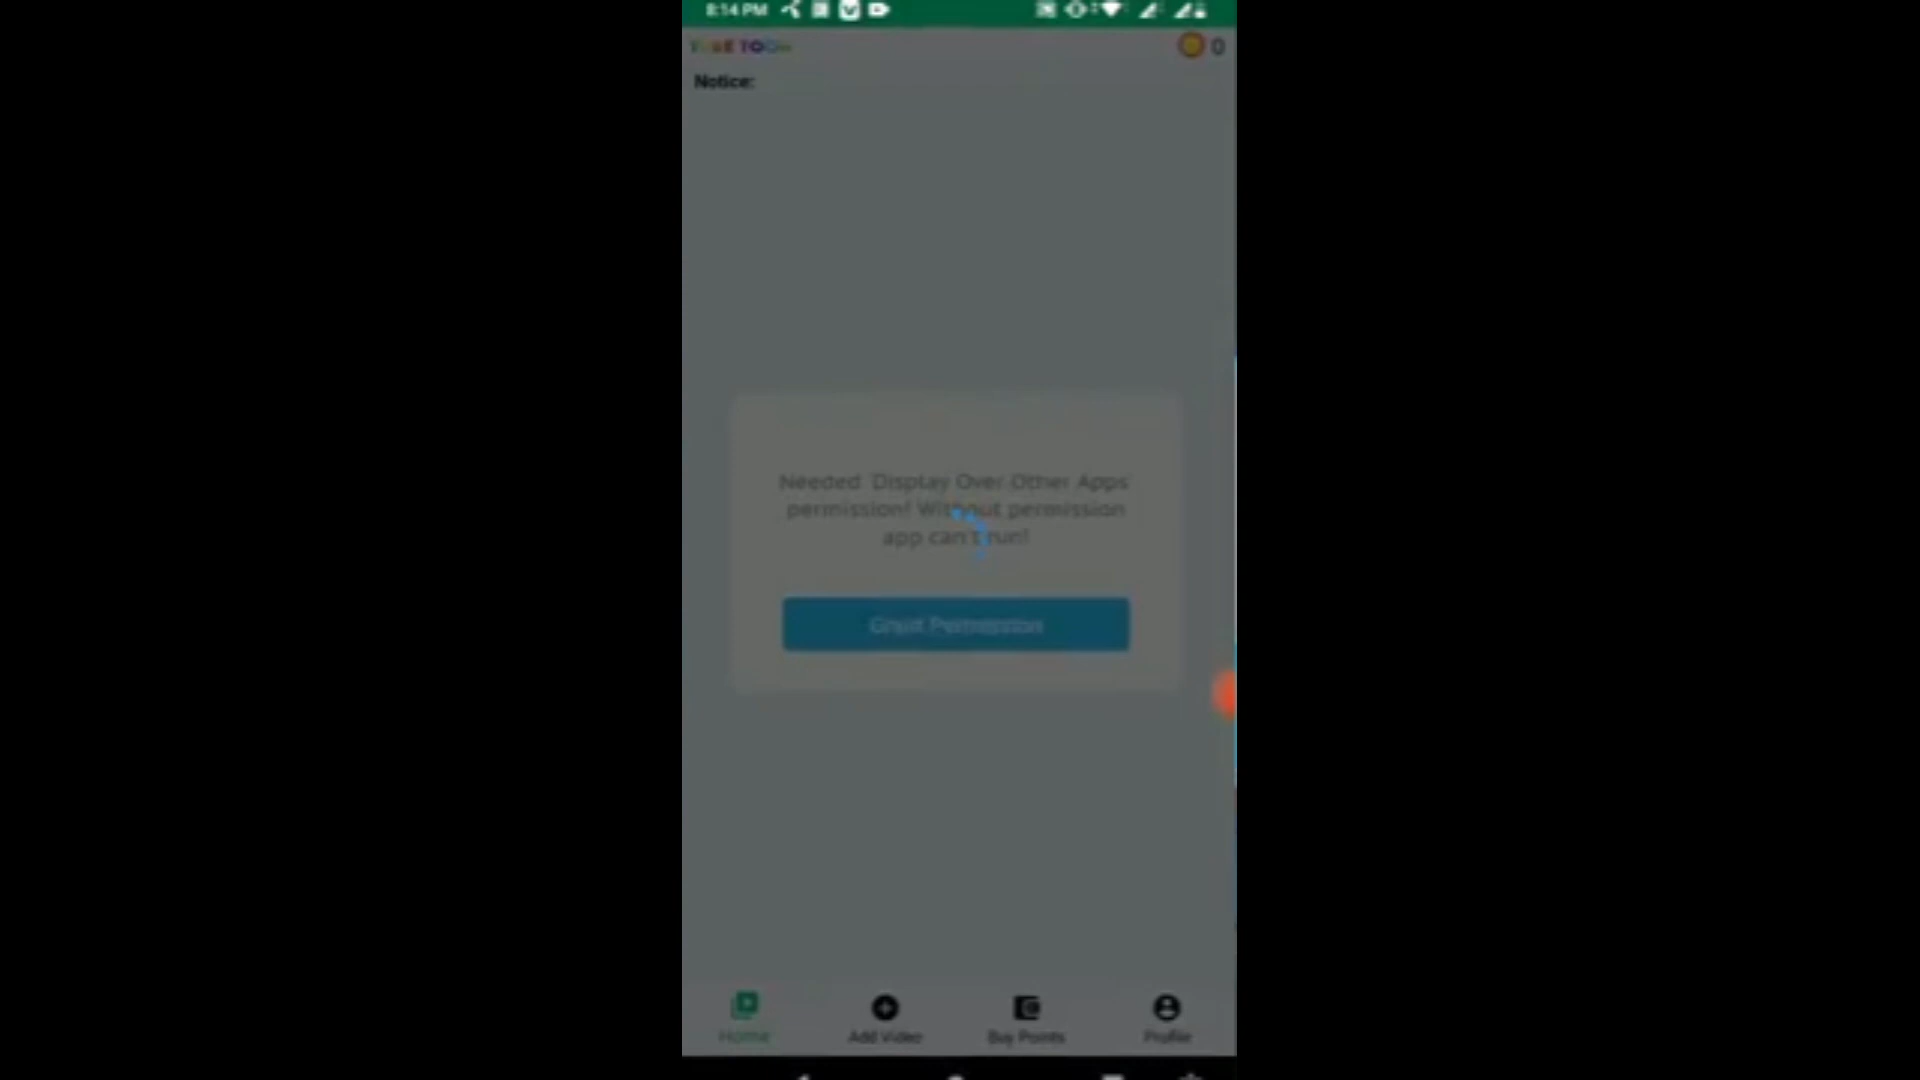 8:14 PM
0
Notice:
Needed 'Display Over Other Apps
permission! Without permission
app can't run!
Grant Permission
Home
Add Video
Buy Points
Profile